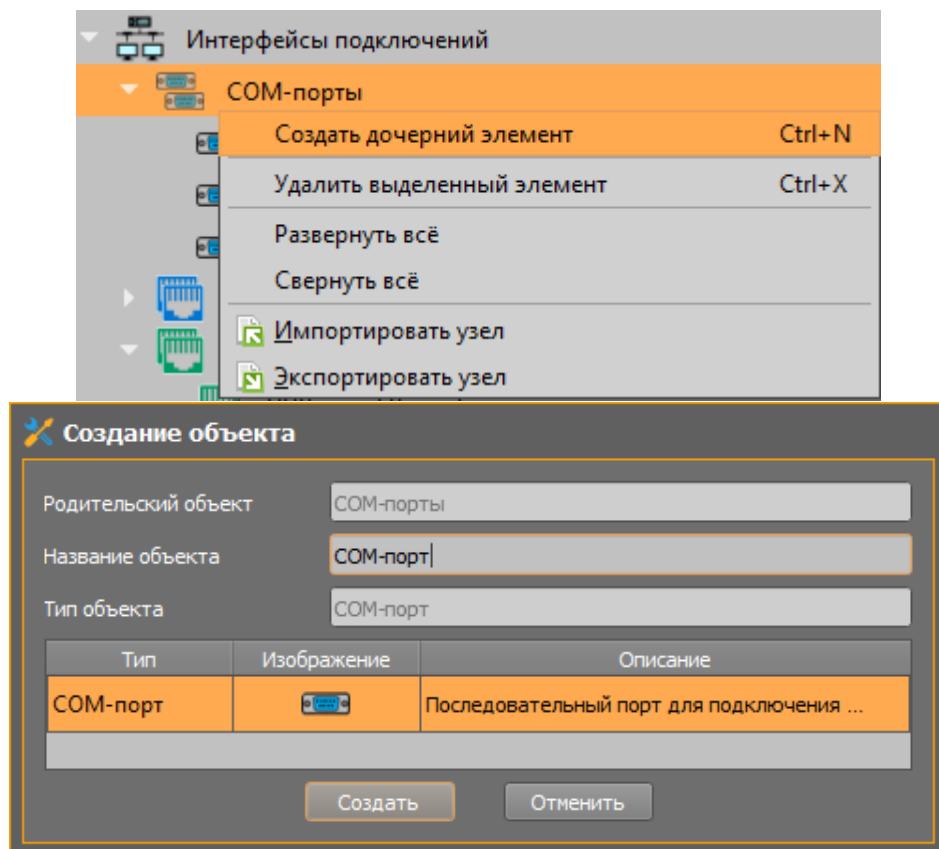 Интерфейсы подключений
COM-порты
Создать дочерний элемент Ctrl+N
Удалить выделенный элемент Ctrl+X
Развернуть всё
Свернуть всё
Импортировать узел
Экспортировать узел
Создание объекта
Родительский объект COM-порты
Название объекта COM-порт
Тип объекта COM-порт
Тип Изображение Описание
COM-порт Последовательный порт для подключения ...
Создать Отменить